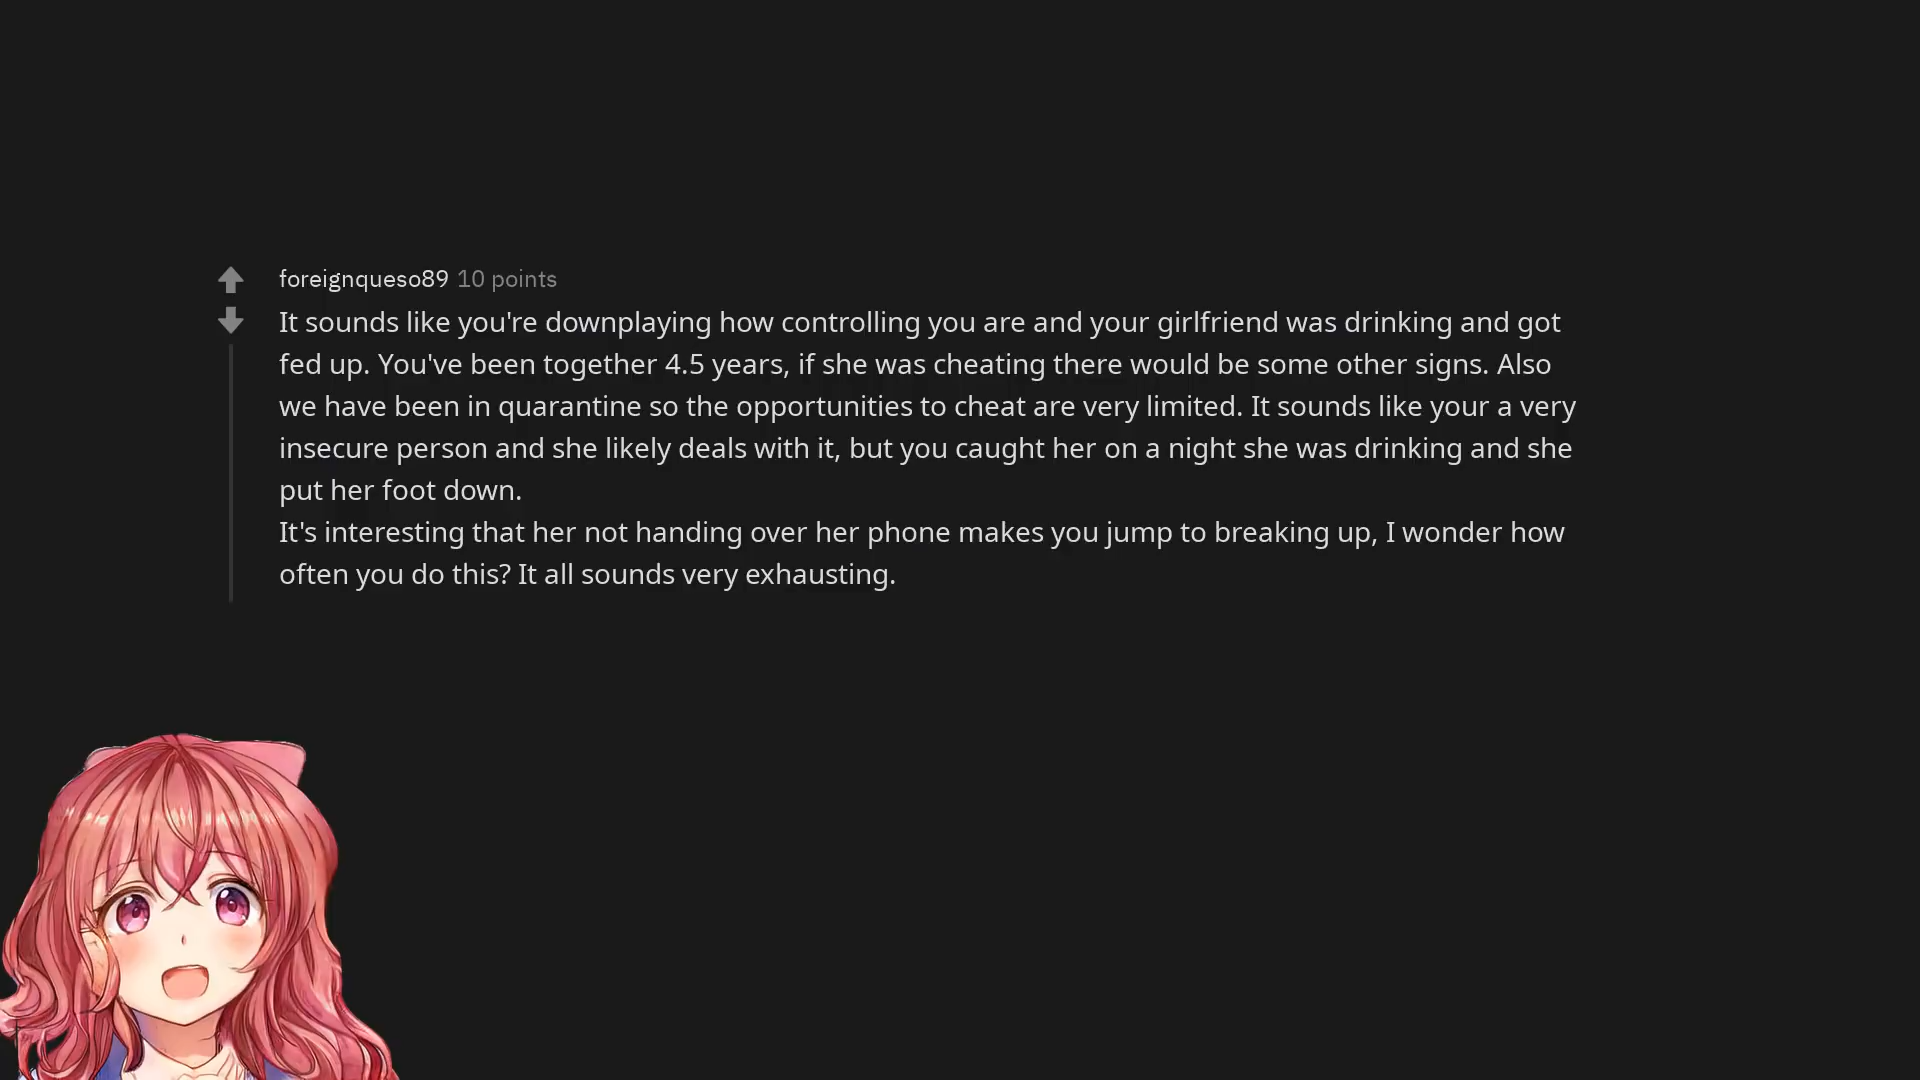 foreignqueso89 10 points
It sounds like you're downplaying how controlling you are and your girlfriend was drinking and got
fed up. You've been together 4.5 years, if she was cheating there would be some other signs. Also
we have been in quarantine so the opportunities to cheat are very limited. It sounds like your a very
insecure person and she likely deals with it, but you caught her on a night she was drinking and she
put her foot down.
It's interesting that her not handing over her phone makes you jump to breaking up, I wonder how
often you do this? It all sounds very exhausting.